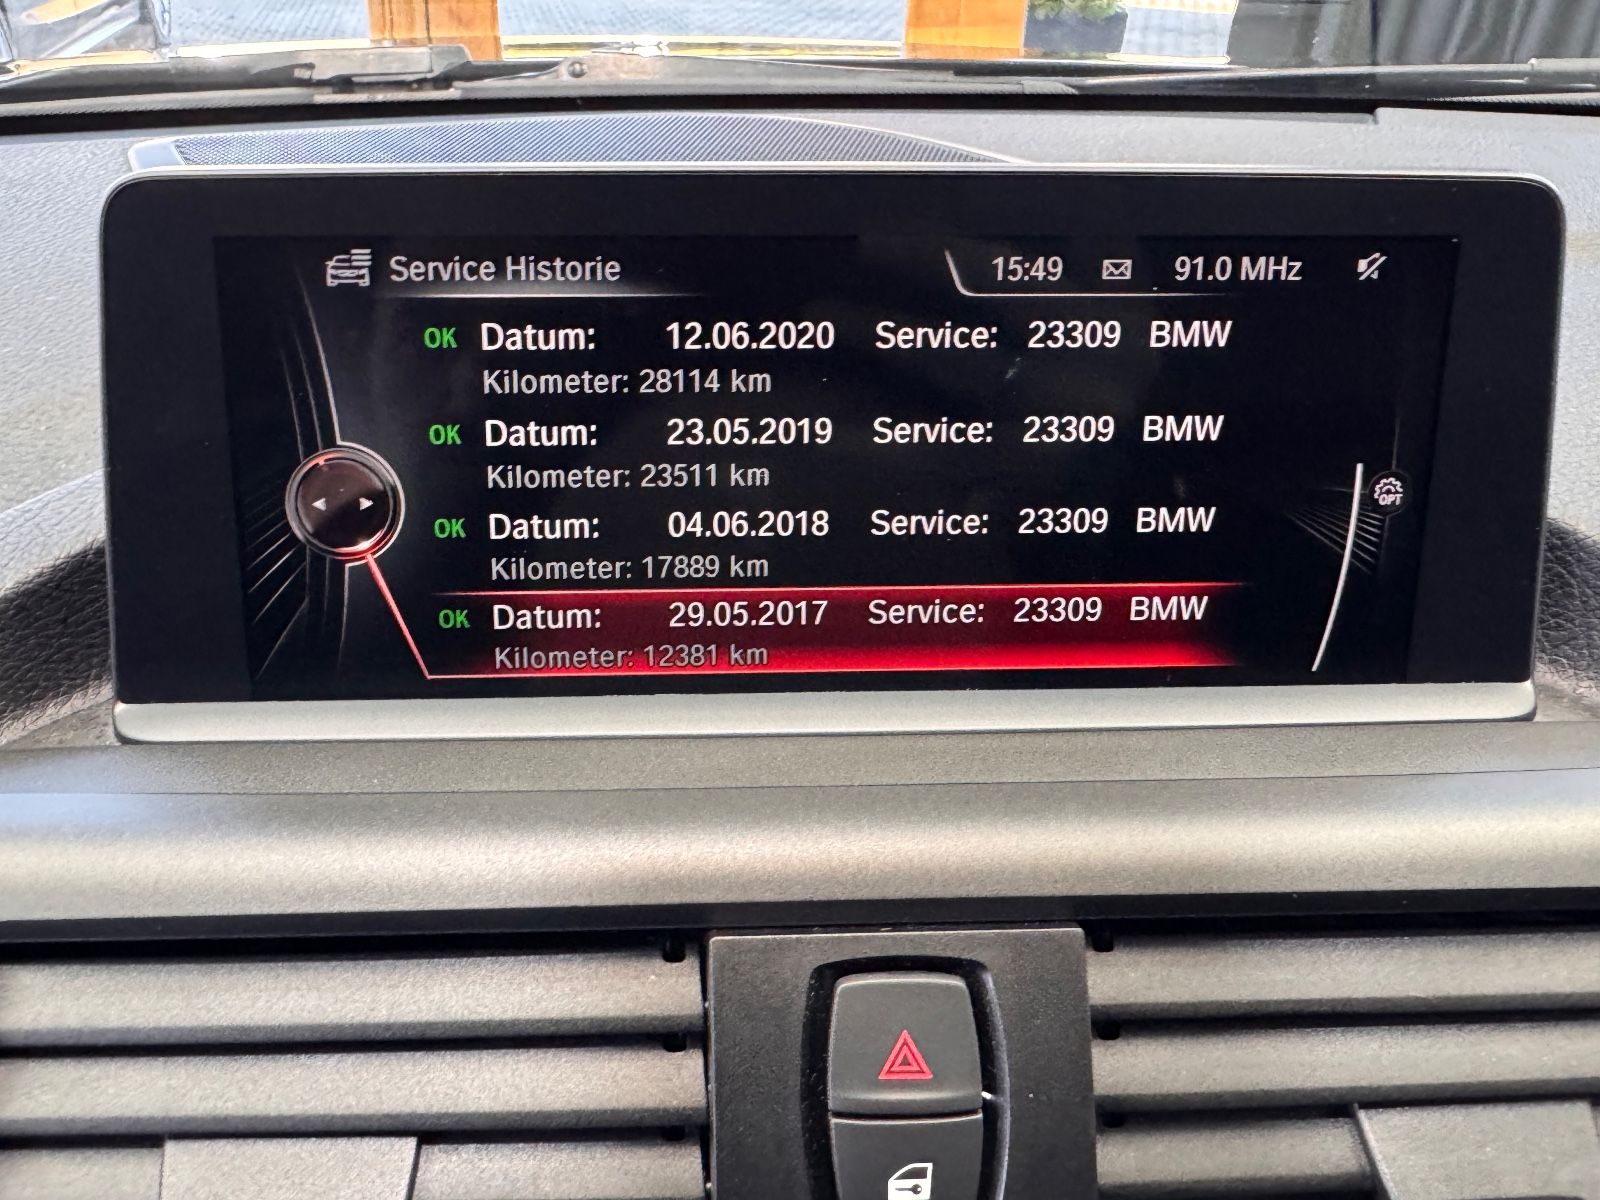 Service Historie 15:49 91.0 MHz
OK Datum: 12.06.2020 Service: 23309 BMW
Kilometer: 28114 km
OK Datum: 23.05.2019 Service: 23309 BMW
Kilometer: 23511 km
OPT
OK Datum: 04.06.2018 Service: 23309 BMW
Kilometer: 17889 km
OK Datum: 29.05.2017 Service: 23309 BMW
Kilometer: 12381 km